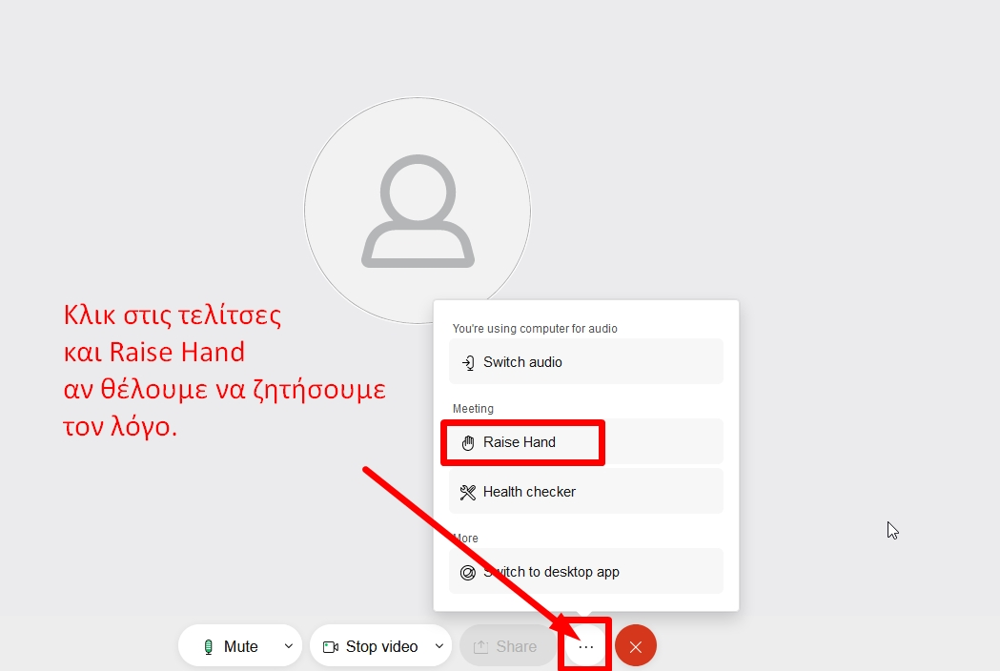 Κλικ στις τελίτσες
και Raise Hand
αν θέλουμε να ζητήσουμε
τον λόγο.
You're using computer for audio
Switch audio
Meeting
Raise Hand
Health checker
More
Switch to desktop app
Mute
Stop video
Share